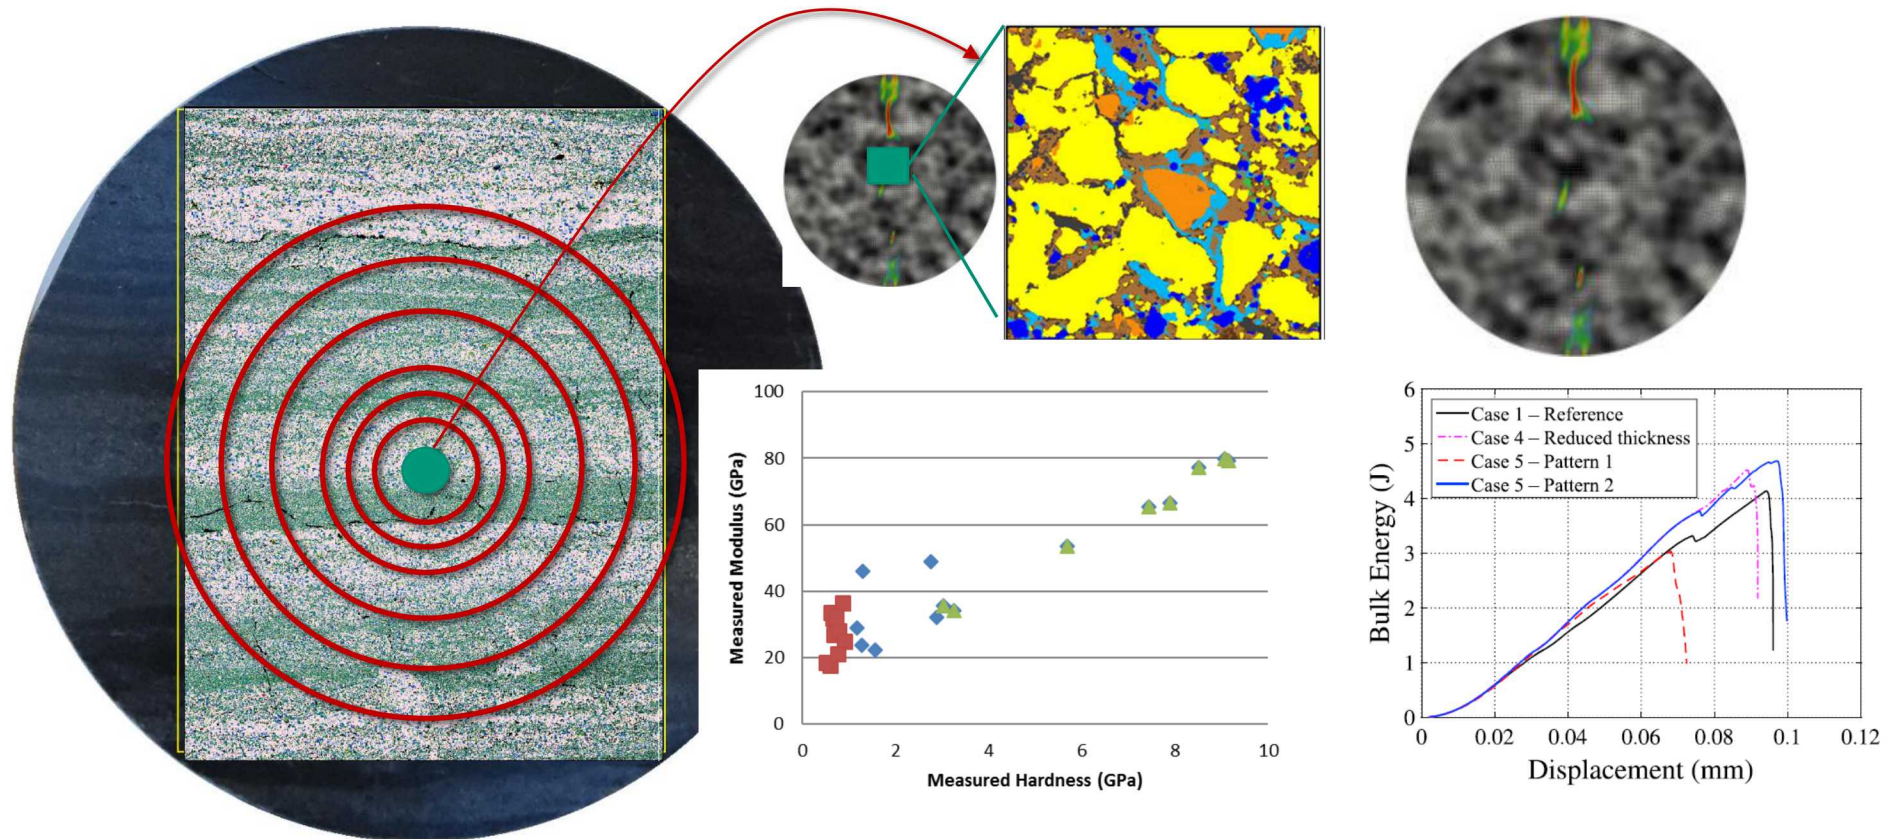 100
80
60
40
20
0
Measured Modulus (GPa)
0 2 4 6 8 10
Measured Hardness (GPa)
6
5
4
3
2
1
0
Bulk Energy (J)
Case 1 – Reference
Case 4 – Reduced thickness
Case 5 – Pattern 1
Case 5 – Pattern 2
0 0.02 0.04 0.06 0.08 0.1 0.12
Displacement (mm)